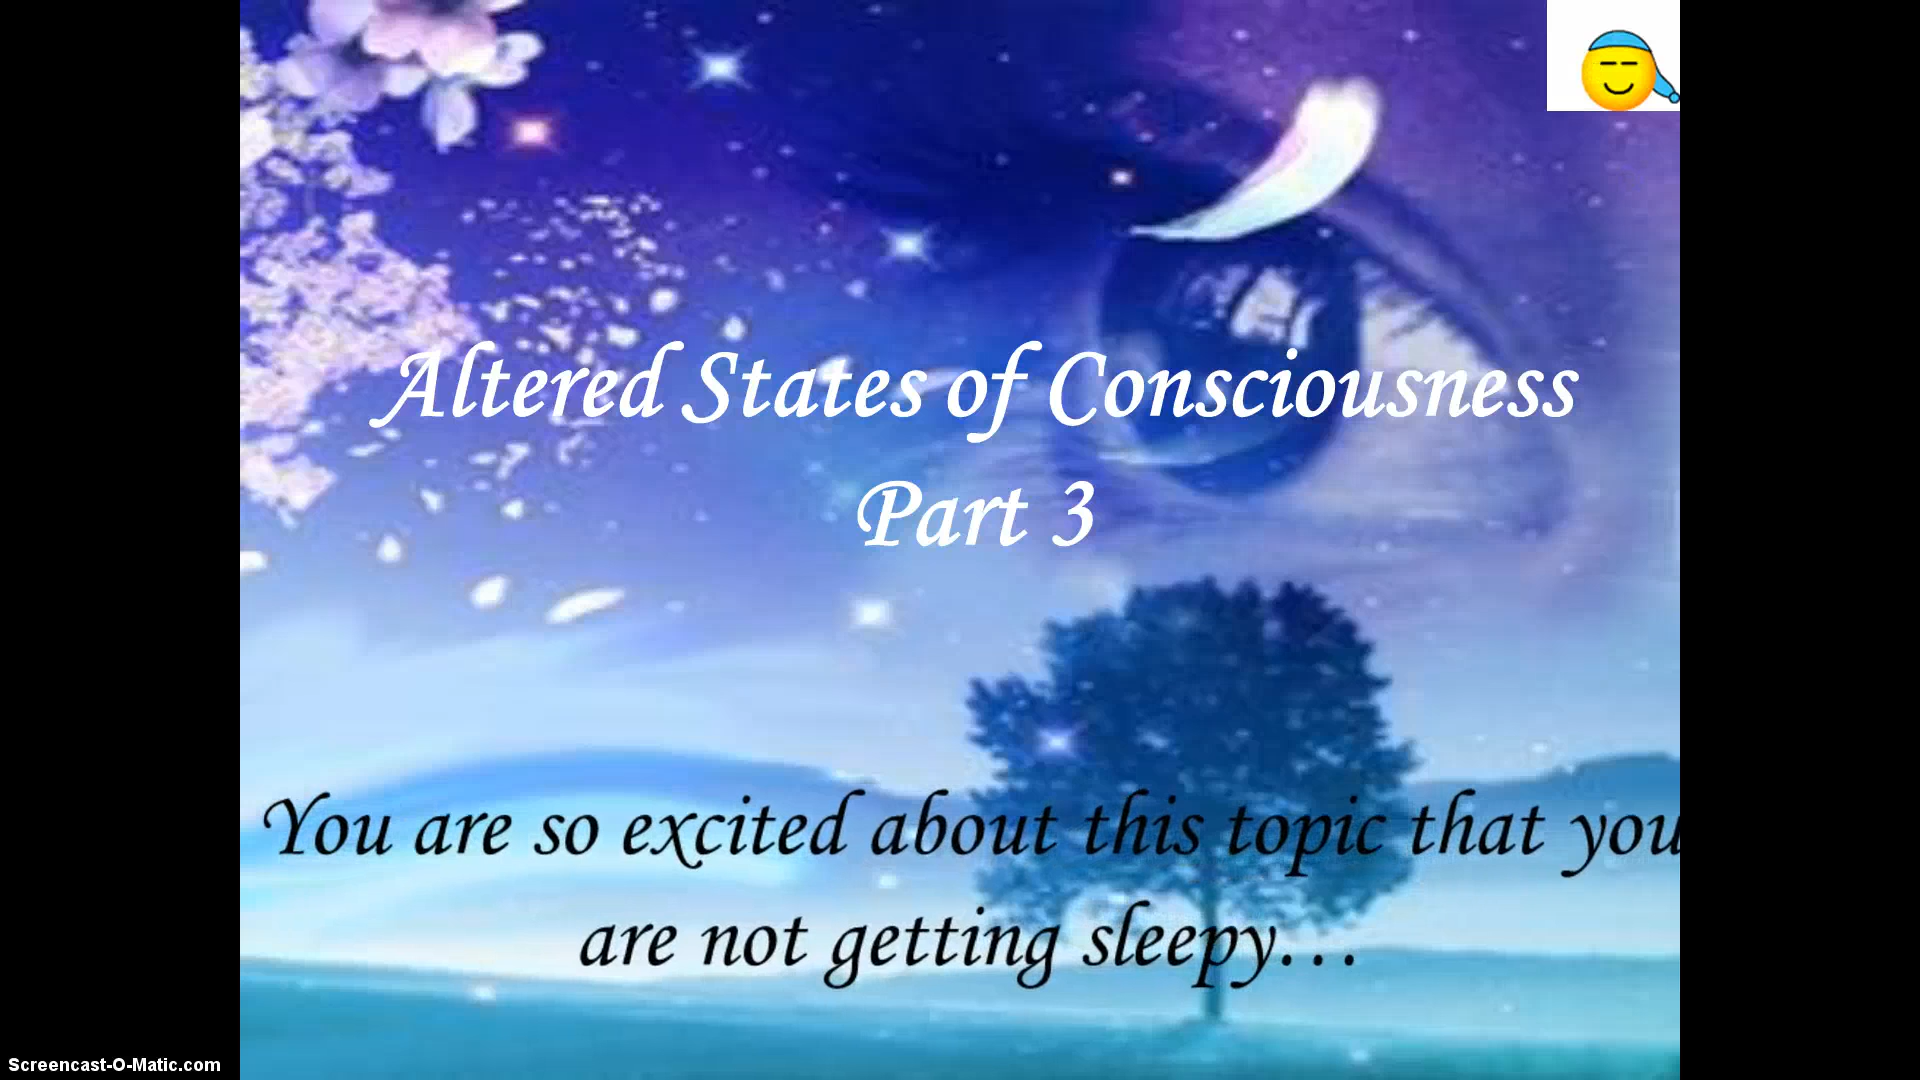 Altered States of Consciousness
Part 3
You are so excited about this topic that you
are not getting sleepy...
Screencast-O-Matic.com